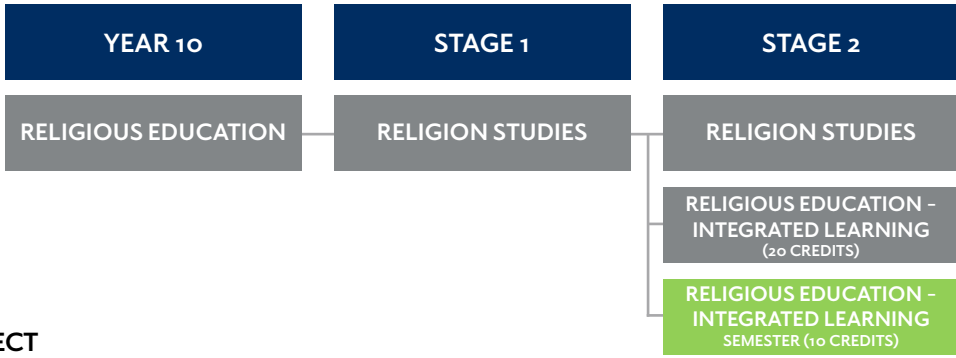 YEAR 10
STAGE 1
STAGE 2
RELIGIOUS EDUCATION
RELIGION STUDIES
RELIGION STUDIES
RELIGIOUS EDUCATION -
INTEGRATED LEARNING
(20 CREDITS)
RELIGIOUS EDUCATION -
INTEGRATED LEARNING
SEMESTER (10 CREDITS)
ECT